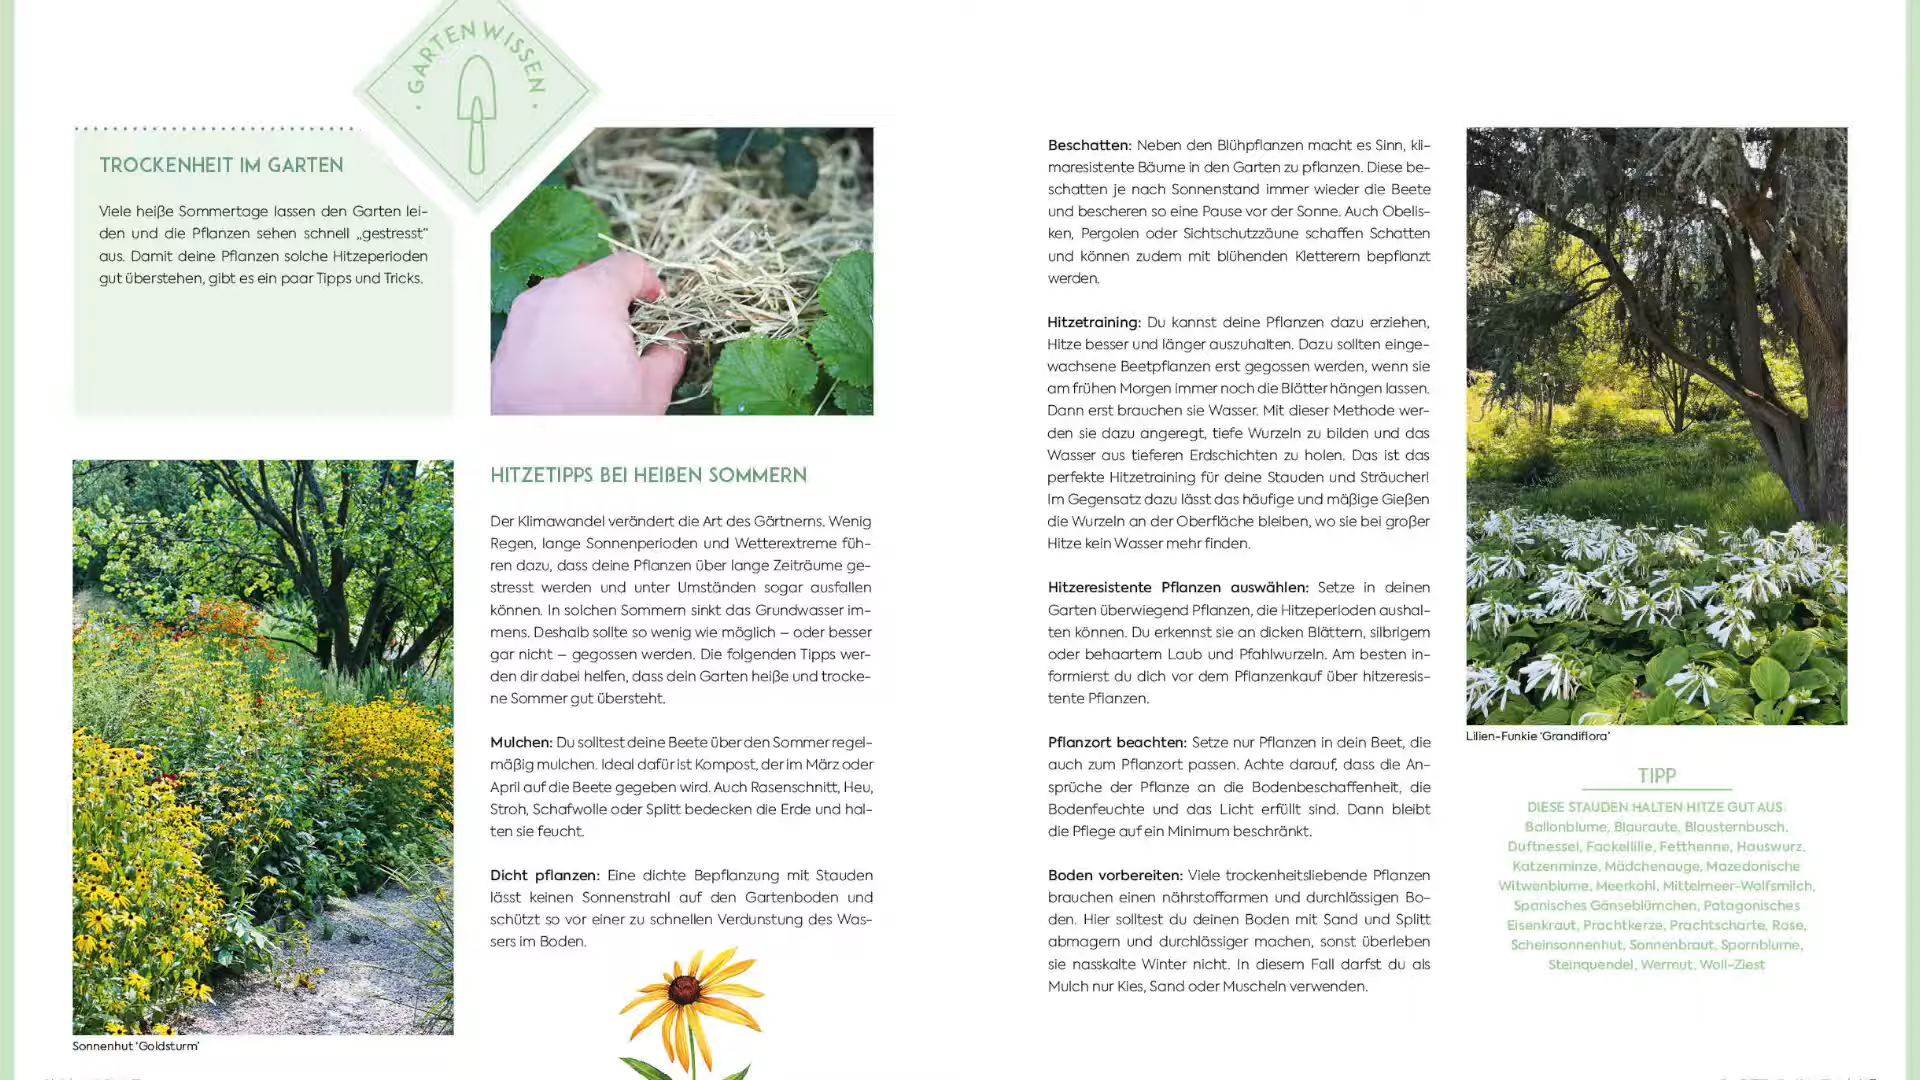 · GARTEN WISSEN ·
TROCKENHEIT IM GARTEN
Viele heiße Sommertage lassen den Garten lei-
den und die Pflanzen sehen schnell „gestresst“
aus. Damit deine Pflanzen solche Hitzeperioden
gut überstehen, gibt es ein paar Tipps und Tricks.
Sonnenhut ‘Goldsturm’
HITZETIPPS BEI HEIẞEN SOMMERN
Der Klimawandel verändert die Art des Gärtnerns. Wenig
Regen, lange Sonnenperioden und Wetterextreme füh-
ren dazu, dass deine Pflanzen über lange Zeiträume ge-
stresst werden und unter Umständen sogar ausfallen
können. In solchen Sommern sinkt das Grundwasser im-
mens. Deshalb sollte so wenig wie möglich – oder besser
gar nicht – gegossen werden. Die folgenden Tipps wer-
den dir dabei helfen, dass dein Garten heiße und trocke-
ne Sommer gut übersteht.
Mulchen: Du solltest deine Beete über den Sommer regel-
mäßig mulchen. Ideal dafür ist Kompost, der im März oder
April auf die Beete gegeben wird. Auch Rasenschnitt, Heu,
Stroh, Schafwolle oder Splitt bedecken die Erde und hal-
ten sie feucht.
Dicht pflanzen: Eine dichte Bepflanzung mit Stauden
lässt keinen Sonnenstrahl auf den Gartenboden und
schützt so vor einer zu schnellen Verdunstung des Was-
sers im Boden.
Beschatten: Neben den Blühpflanzen macht es Sinn, kli-
maresistente Bäume in den Garten zu pflanzen. Diese be-
schatten je nach Sonnenstand immer wieder die Beete
und bescheren so eine Pause vor der Sonne. Auch Obelis-
ken, Pergolen oder Sichtschutzzäune schaffen Schatten
und können zudem mit blühenden Kletterern bepflanzt
werden.
Hitzetraining: Du kannst deine Pflanzen dazu erziehen,
Hitze besser und länger auszuhalten. Dazu sollten einge-
wachsene Beetpflanzen erst gegossen werden, wenn sie
am frühen Morgen immer noch die Blätter hängen lassen.
Dann erst brauchen sie Wasser. Mit dieser Methode wer-
den sie dazu angeregt, tiefe Wurzeln zu bilden und das
Wasser aus tieferen Erdschichten zu holen. Das ist das
perfekte Hitzetraining für deine Stauden und Sträucher!
Im Gegensatz dazu lässt das häufige und mäßige Gießen
die Wurzeln an der Oberfläche bleiben, wo sie bei großer
Hitze kein Wasser mehr finden.
Hitzeresistente Pflanzen auswählen: Setze in deinen
Garten überwiegend Pflanzen, die Hitzeperioden aushal-
ten können. Du erkennst sie an dicken Blättern, silbrigem
oder behaartem Laub und Pfahlwurzeln. Am besten in-
formierst du dich vor dem Pflanzenkauf über hitzeresis-
tente Pflanzen.
Pflanzort beachten: Setze nur Pflanzen in dein Beet, die
auch zum Pflanzort passen. Achte darauf, dass die An-
sprüche der Pflanze an die Bodenbeschaffenheit, die
Bodenfeuchte und das Licht erfüllt sind. Dann bleibt
die Pflege auf ein Minimum beschränkt.
Boden vorbereiten: Viele trockenheitsliebende Pflanzen
brauchen einen nährstoffarmen und durchlässigen Bo-
den. Hier solltest du deinen Boden mit Sand und Splitt
abmagern und durchlässiger machen, sonst überleben
sie nasskalte Winter nicht. In diesem Fall darfst du als
Mulch nur Kies, Sand oder Muscheln verwenden.
Lilien-Funkie ‘Grandiflora’
TIPP
DIESE STAUDEN HALTEN HITZE GUT AUS:
Ballonblume, Blauraute, Blausternbusch,
Duftnessel, Fackellilie, Fetthenne, Hauswurz,
Katzenminze, Mädchenauge, Mazedonische
Witwenblume, Meerkohl, Mittelmeer-Wolfsmilch,
Spanisches Gänseblümchen, Patagonisches
Eisenkraut, Prachtkerze, Prachtscharte, Rose,
Scheinsonnenhut, Sonnenbraut, Spornblume,
Steinquendel, Wermut, Woll-Ziest